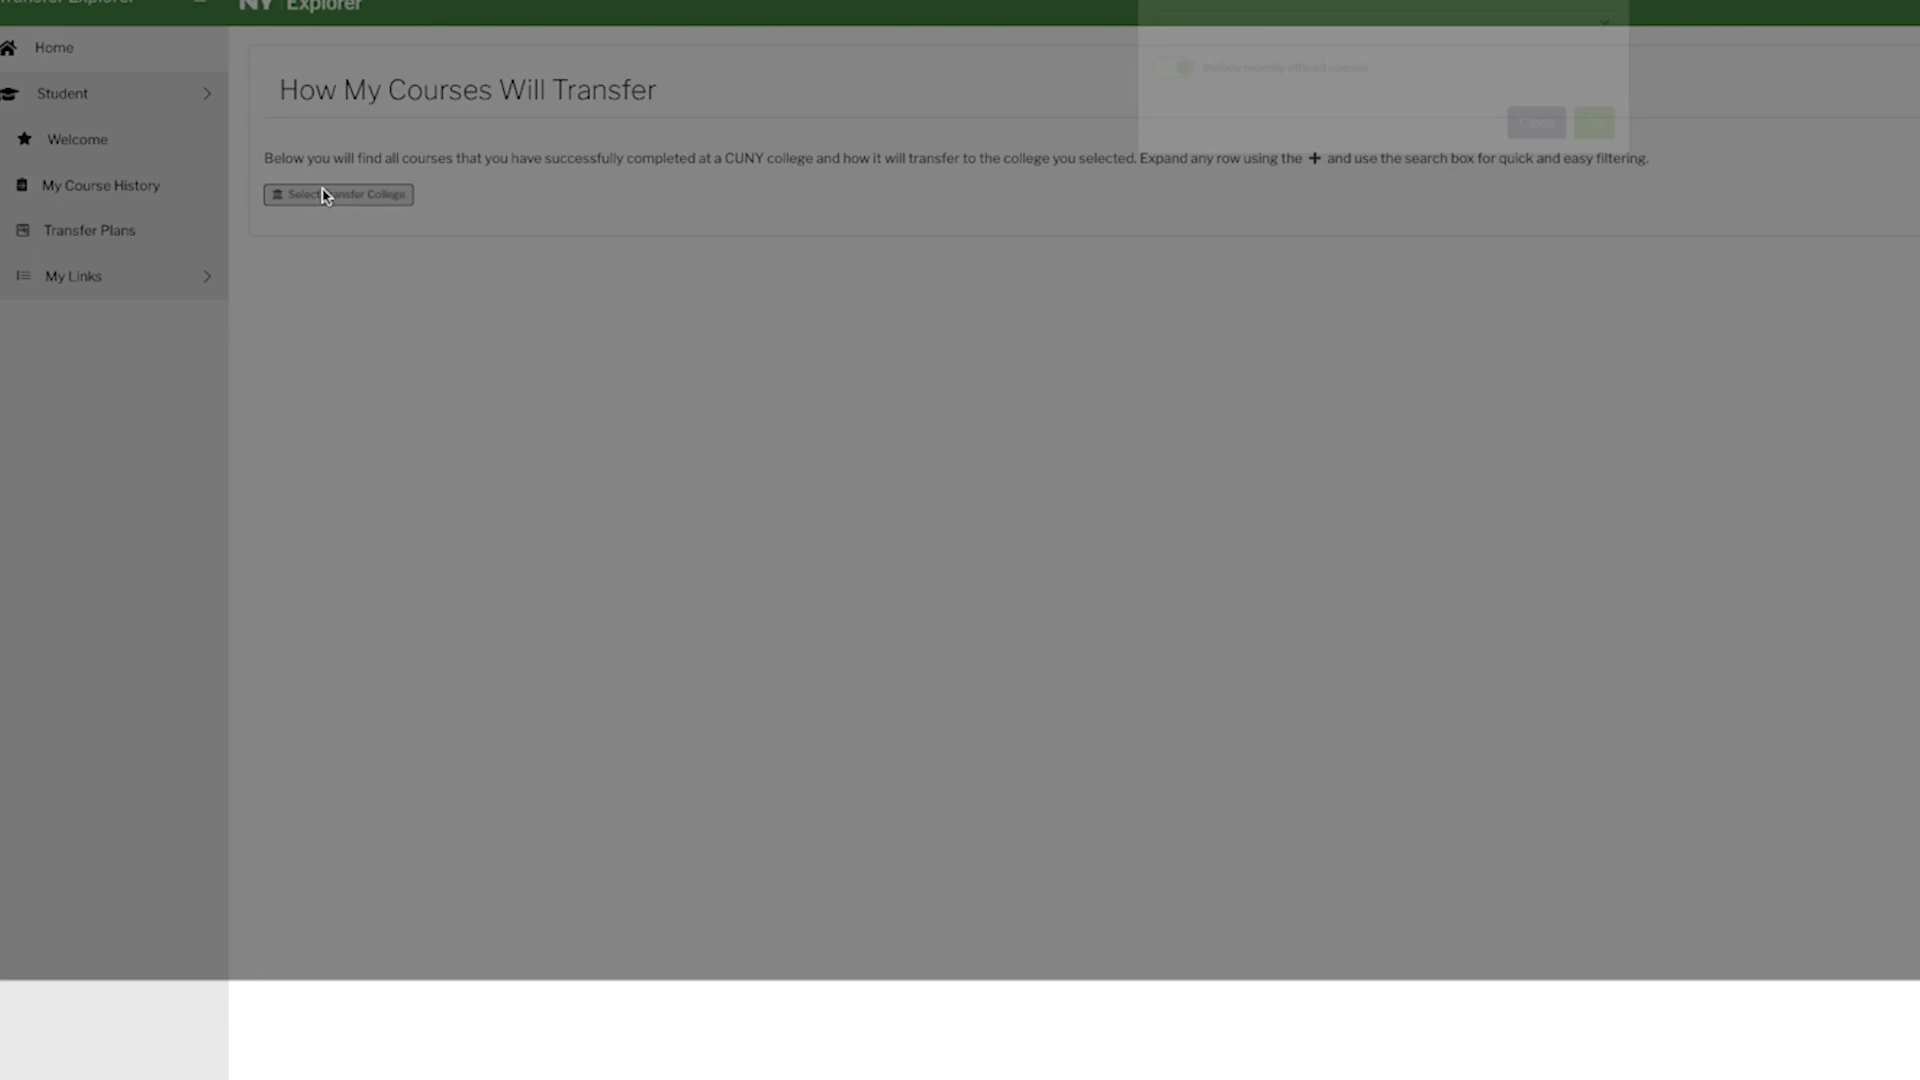 Transfer Explorer
NY Explorer
Home
Student
Welcome
My Course History
Transfer Plans
My Links
How My Courses Will Transfer
Include recently offered courses
Close
Below you will find all courses that you have successfully completed at a CUNY college and how it will transfer to the college you selected. Expand any row using the + and use the search box for quick and easy filtering.
Select Transfer College